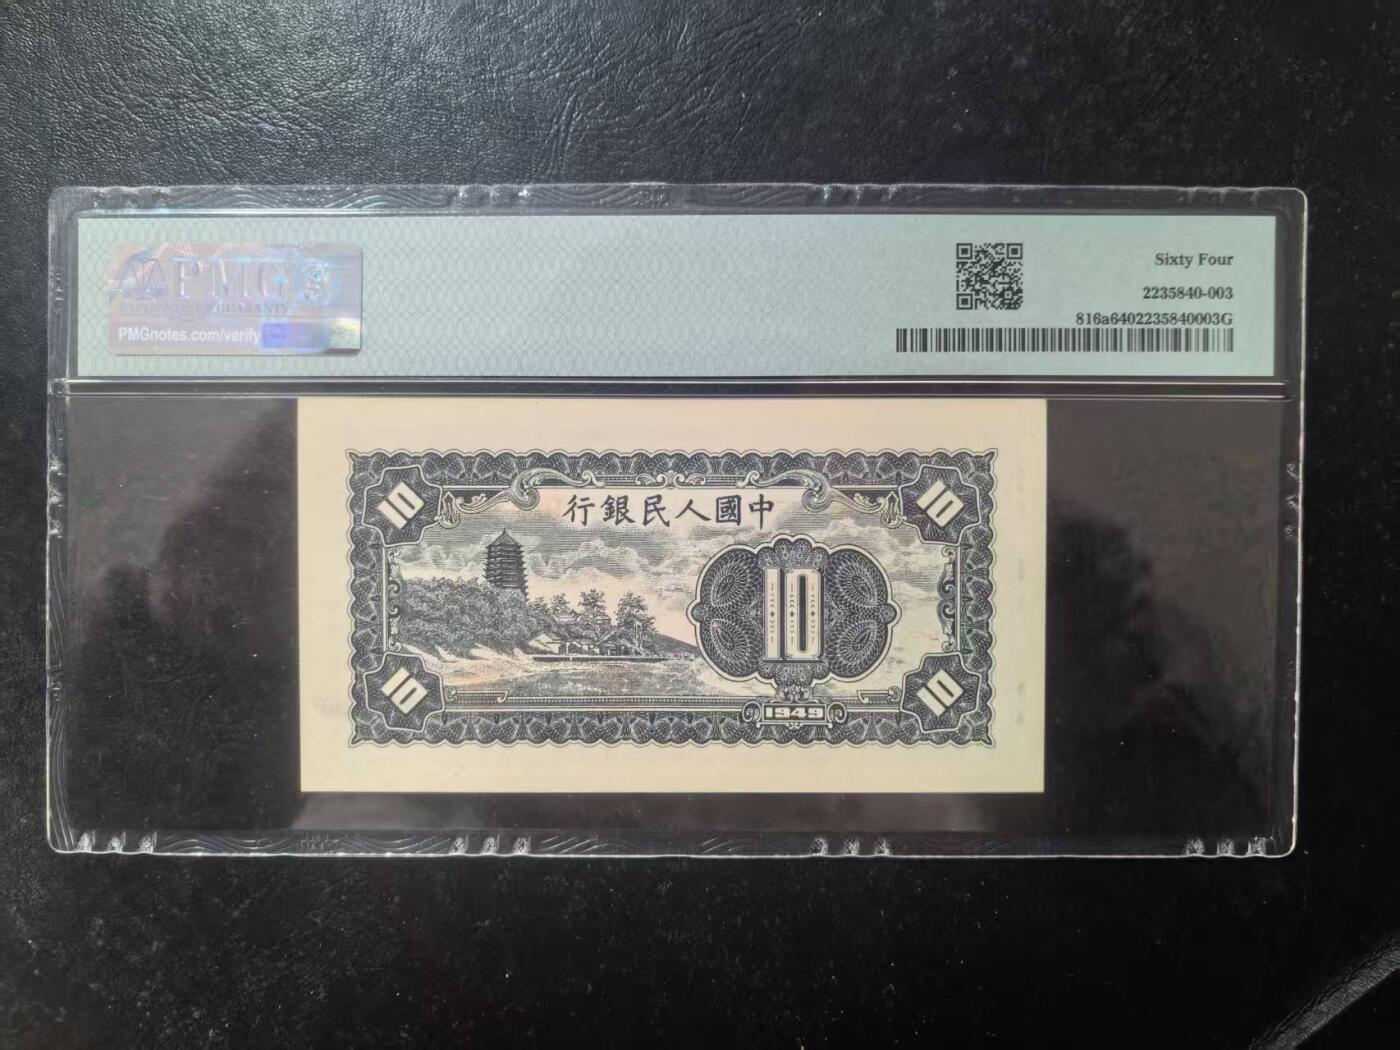 PMG
GUARANTY
PMGnotes.com/verify
Sixty Four
2235840-003
816a6402235840003G
行銀民人國中
10
10
10
10
10
1949